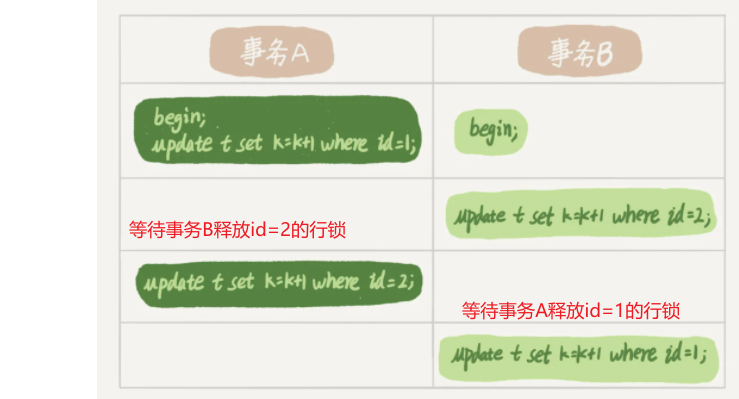 事务A
事务B
begin;
update t set k=k+1 where id=1;
begin;
等待事务B释放id=2的行锁
update t set k=k+1 where id=2;
update t set k=k+1 where id=2;
等待事务A释放id=1的行锁
update t set k=k+1 where id=1;